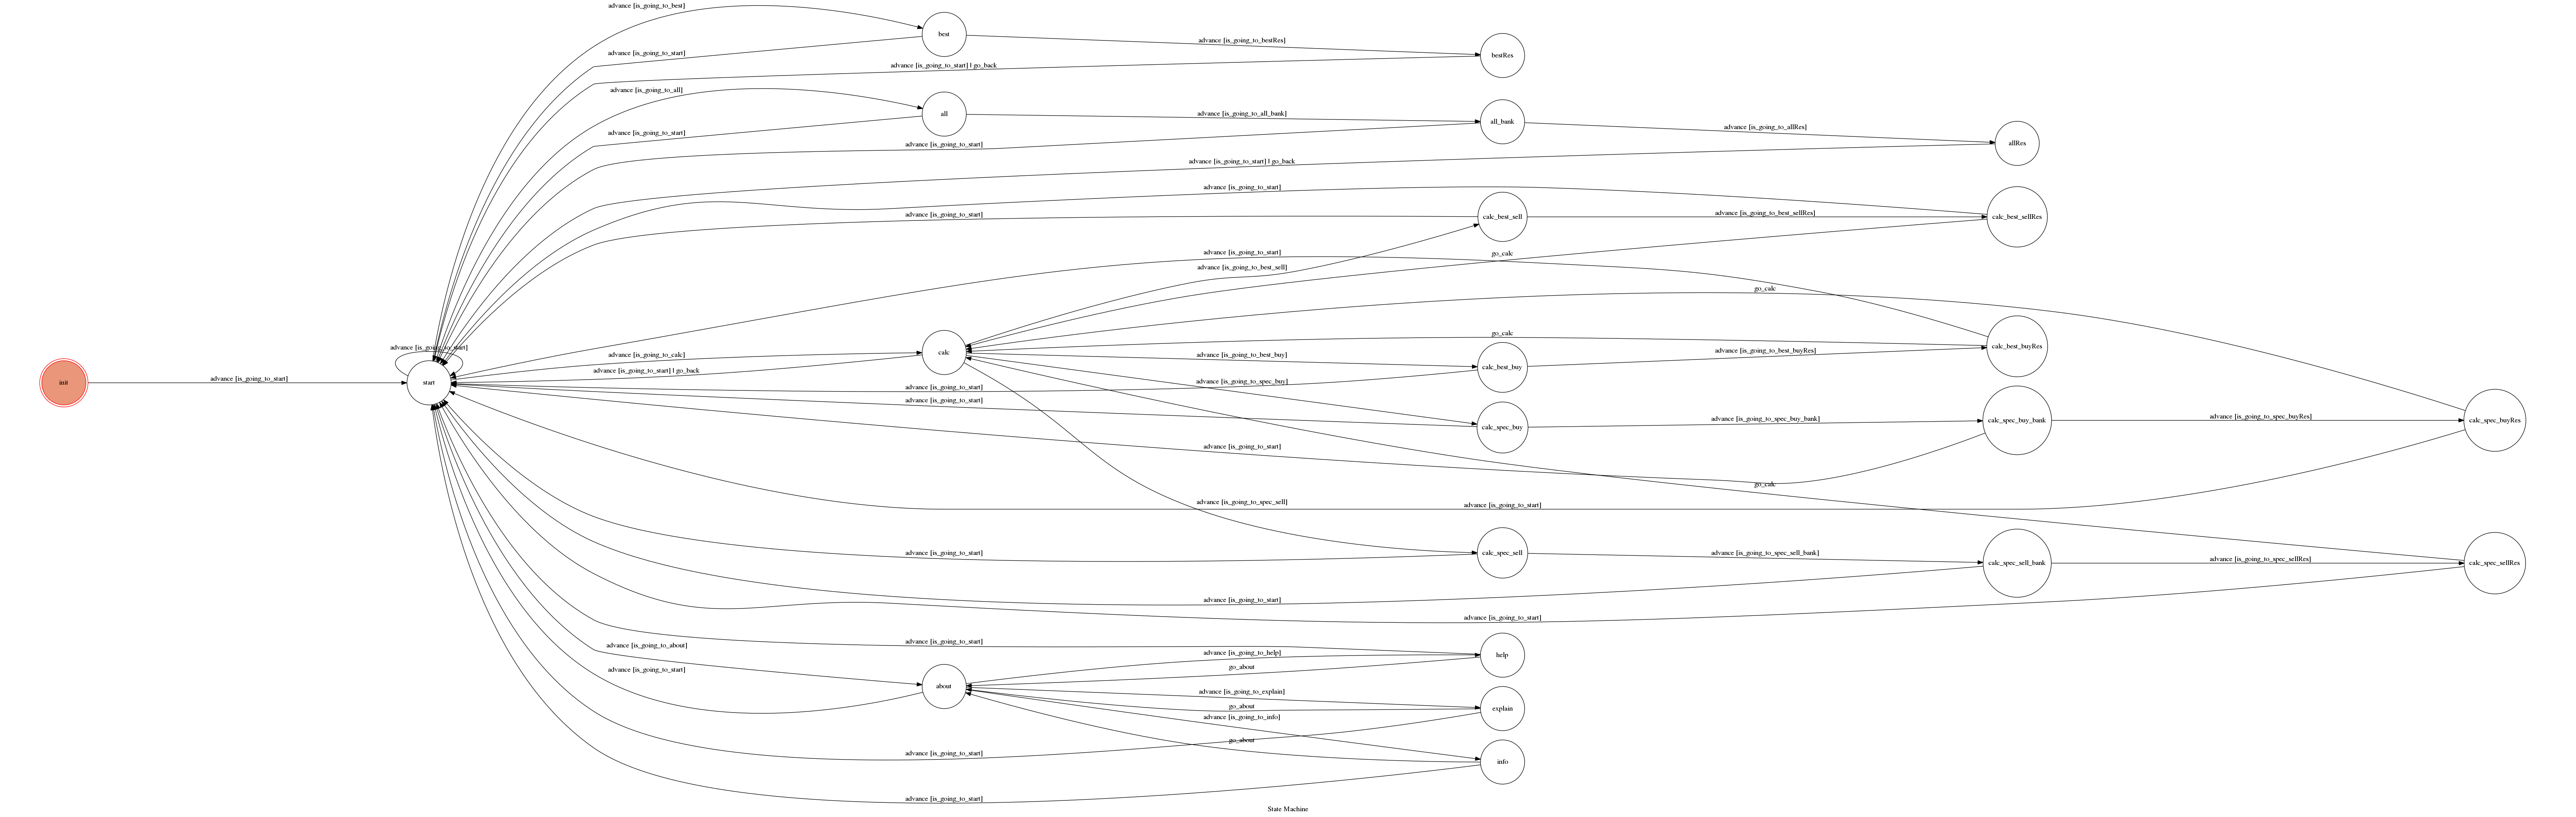 advance [is_going_to_best]
best
advance [is_going_to_bestRes]
advance [is_going_to_start]
bestRes
advance [is_going_to_start] | go_back
advance [is_going_to_all]
all
advance [is_going_to_all_bank]
all_bank
advance [is_going_to_allRes]
advance [is_going_to_start]
advance [is_going_to_start]
allRes
advance [is_going_to_start] | go_back
advance [is_going_to_start]
advance [is_going_to_start]
calc_best_sell
advance [is_going_to_best_sellRes]
calc_best_sellRes
advance [is_going_to_start]
go_calc
advance [is_going_to_best_sell]
go_calc
go_calc
advance [is_going_to_start]
advance [is_going_to_calc]
calc
advance [is_going_to_best_buy]
advance [is_going_to_best_buyRes]
calc_best_buyRes
advance [is_going_to_start] | go_back
calc_best_buy
init
advance [is_going_to_start]
start
advance [is_going_to_spec_buy]
advance [is_going_to_start]
advance [is_going_to_start]
calc_spec_buy
advance [is_going_to_spec_buy_bank]
calc_spec_buy_bank
advance [is_going_to_spec_buyRes]
calc_spec_buyRes
advance [is_going_to_start]
go_calc
advance [is_going_to_spec_sell]
advance [is_going_to_start]
advance [is_going_to_start]
calc_spec_sell
advance [is_going_to_spec_sell_bank]
calc_spec_sell_bank
advance [is_going_to_spec_sellRes]
calc_spec_sellRes
advance [is_going_to_start]
advance [is_going_to_start]
advance [is_going_to_start]
advance [is_going_to_about]
advance [is_going_to_help]
help
go_about
advance [is_going_to_start]
about
advance [is_going_to_explain]
go_about
explain
advance [is_going_to_info]
go_about
advance [is_going_to_start]
info
advance [is_going_to_start]
State Machine